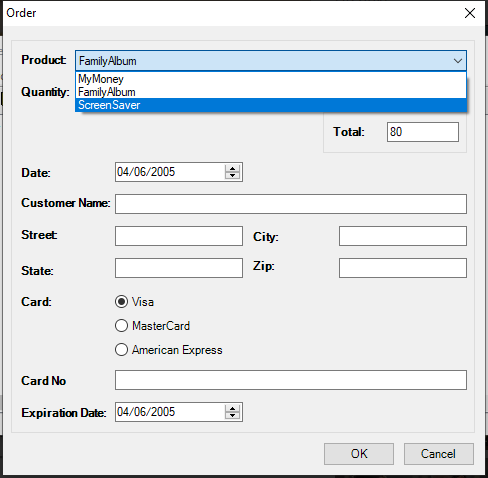 Order
Product: FamilyAlbum
MyMoney
Quantity: FamilyAlbum
ScreenSaver
Total: 80
Date: 04/06/2005
Customer Name:
Street: City:
State: Zip:
Card: Visa
MasterCard
American Express
Card No
Expiration Date: 04/06/2005
OK Cancel